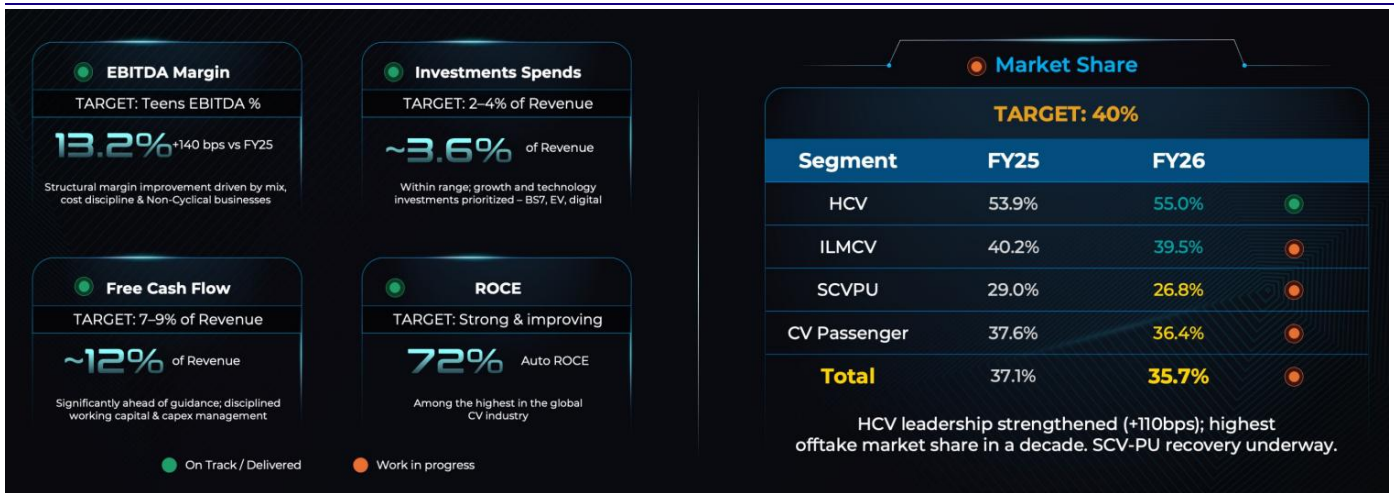 EBITDA Margin
TARGET: Teens EBITDA %
13.2% +140 bps vs FY25
Structural margin improvement driven by mix,
cost discipline & Non-Cyclical businesses
Investments Spends
TARGET: 2–4% of Revenue
~3.6% of Revenue
Within range; growth and technology
investments prioritized – BS7, EV, digital
Free Cash Flow
TARGET: 7–9% of Revenue
~12% of Revenue
Significantly ahead of guidance; disciplined
working capital & capex management
ROCE
TARGET: Strong & improving
72% Auto ROCE
Among the highest in the global
CV industry
On Track / Delivered
Work in progress
Market Share
TARGET: 40%
Segment FY25 FY26
HCV 53.9% 55.0%
ILMCV 40.2% 39.5%
SCVPU 29.0% 26.8%
CV Passenger 37.6% 36.4%
Total 37.1% 35.7%
HCV leadership strengthened (+110bps); highest
offtake market share in a decade. SCV-PU recovery underway.